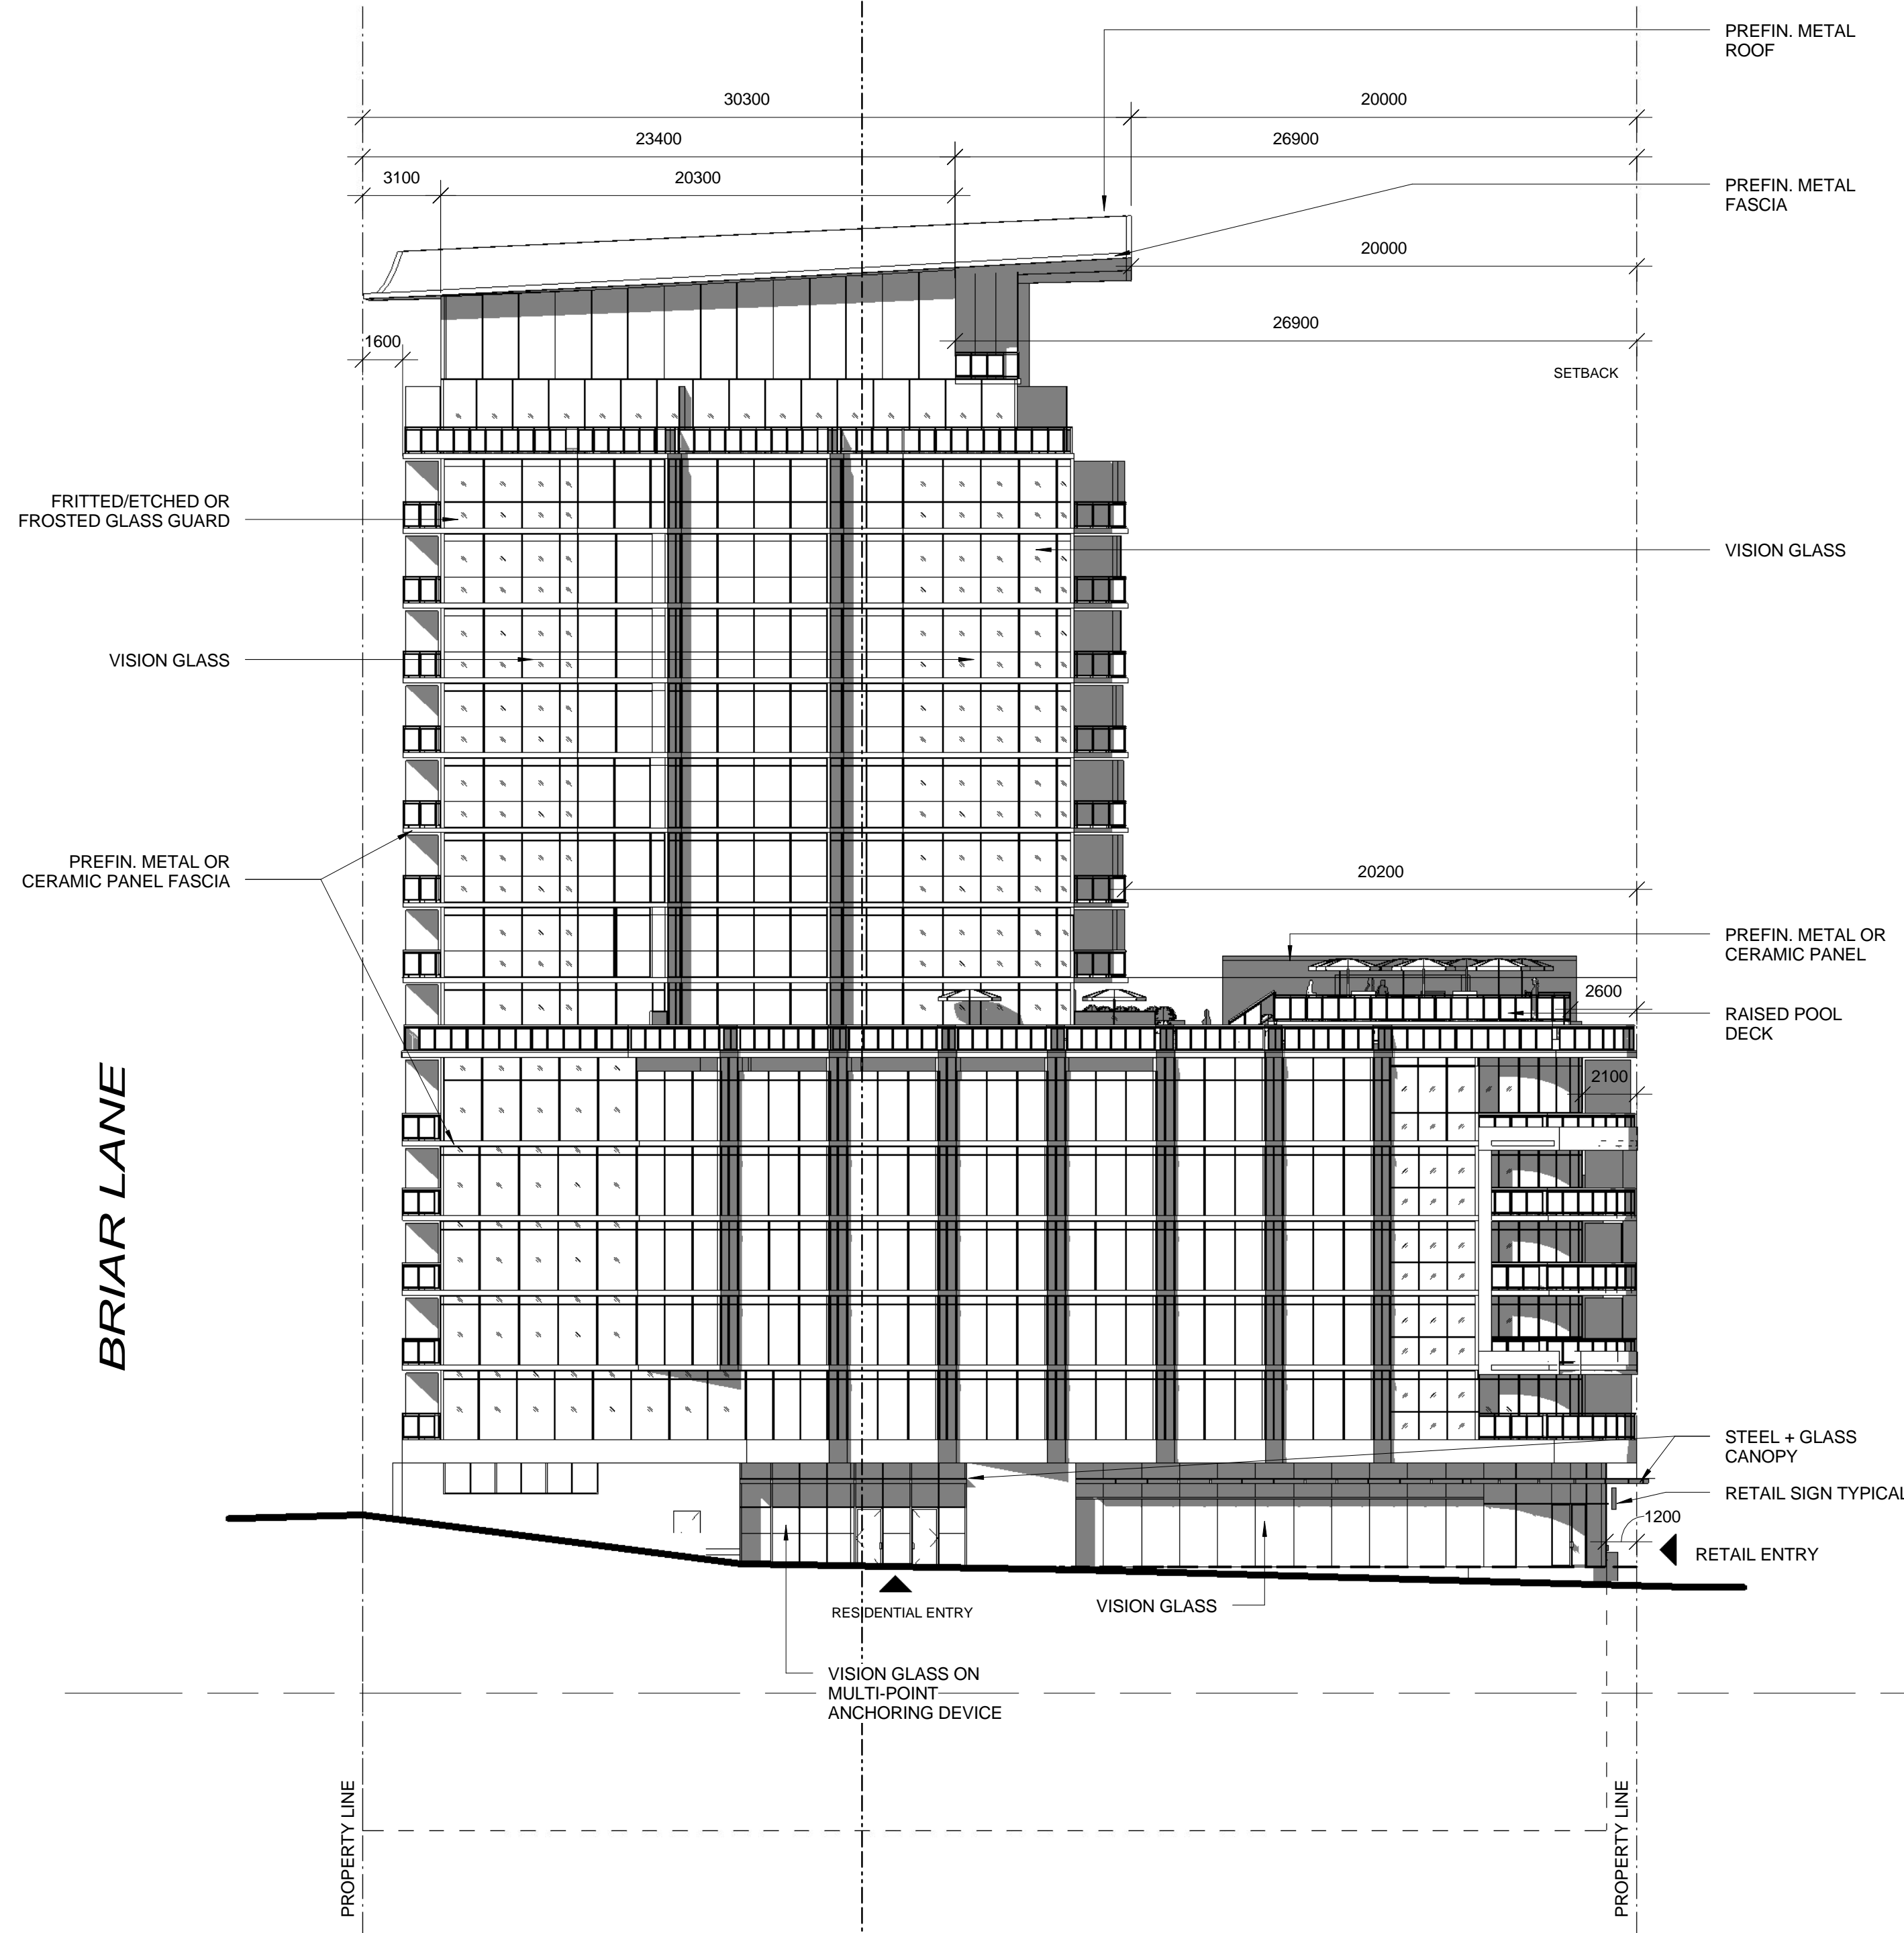 PREFIN. METAL
ROOF
30300
20000
23400
26900
3100
20300
PREFIN. METAL
FASCIA
20000
26900
1600
SETBACK
FRITTED/ETCHED OR
FROSTED GLASS GUARD
VISION GLASS
VISION GLASS
PREFIN. METAL OR
CERAMIC PANEL FASCIA
20200
PREFIN. METAL OR
CERAMIC PANEL
2600
RAISED POOL
DECK
2100
BRIAR LANE
STEEL + GLASS
CANOPY
RETAIL SIGN TYPICAL
1200
RETAIL ENTRY
RESIDENTIAL ENTRY
VISION GLASS
VISION GLASS ON
MULTI-POINT
ANCHORING DEVICE
PROPERTY LINE
PROPERTY LINE